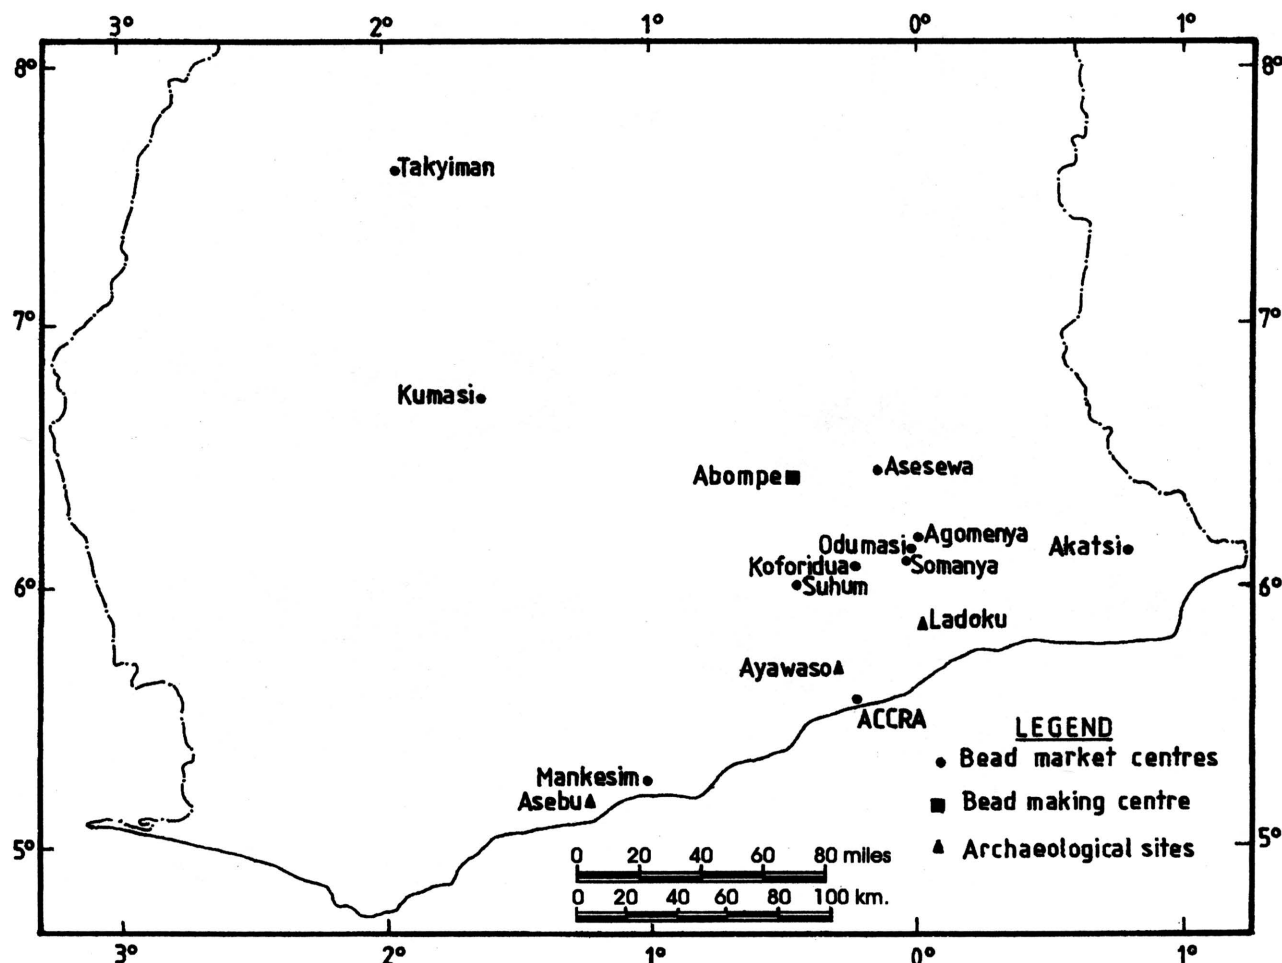 3° 2° 1° 0° 1°
8° 8°
Takyiman
7° 7°
Kumasi
Abompe
Asesewa
Agomenya
Odumasi
Akatsi
Koforidua
Somanya
Suhum
6° 6°
Ladoku
Ayawaso
ACCRA
LEGEND
Bead market centres
Mankesim
Asebu
Bead making centre
Archaeological sites
5° 5°
0 20 40 60 80 miles
0 20 40 60 80 100 km.
3° 2° 1° 0° 1°